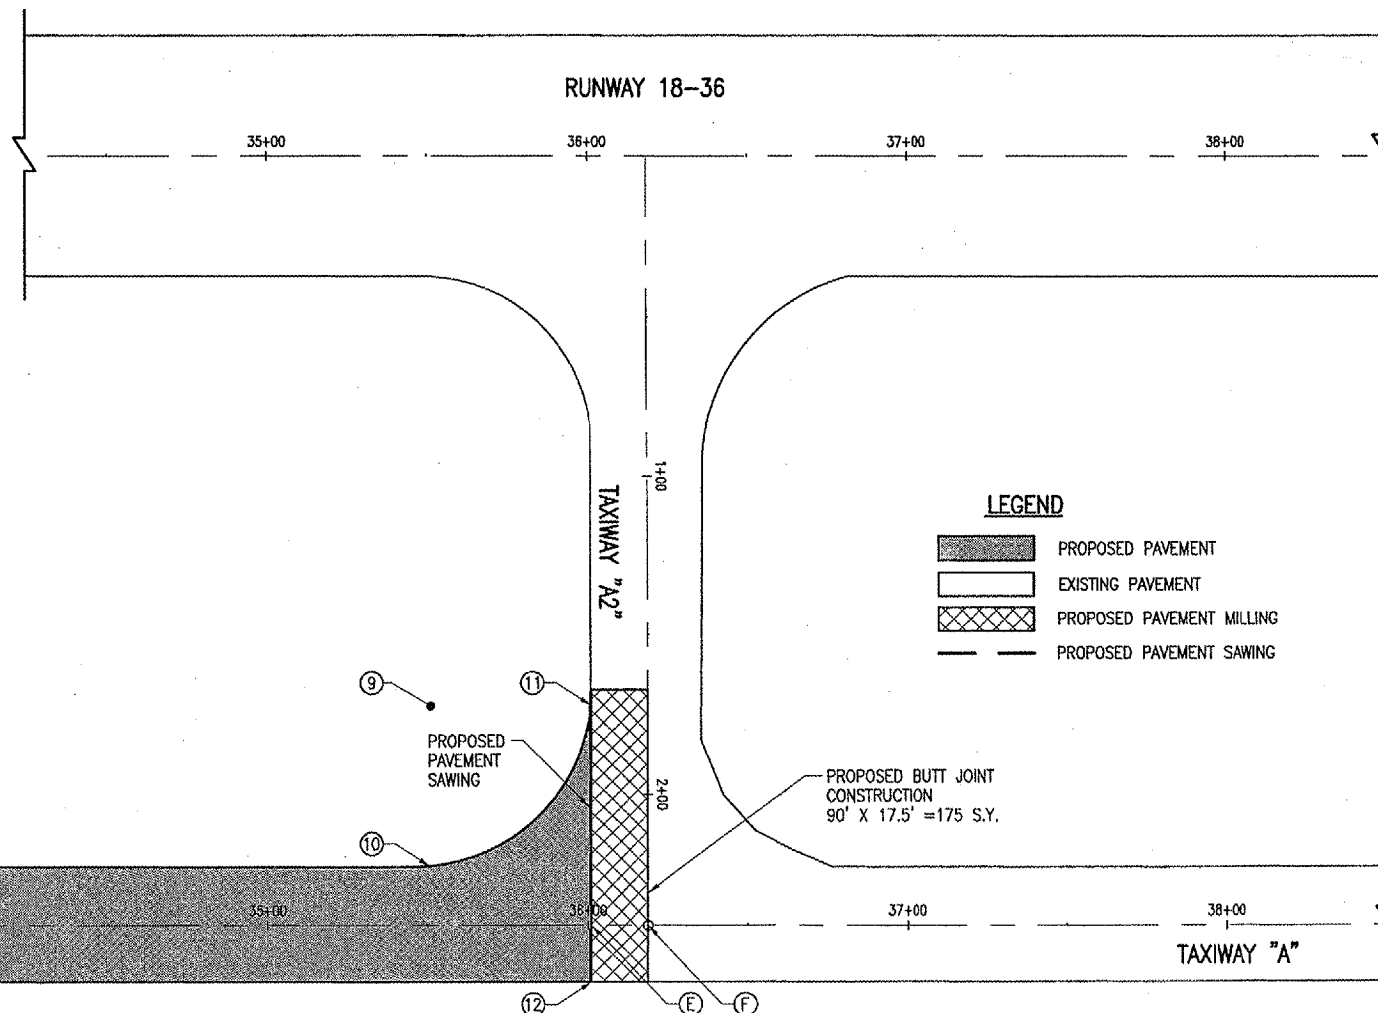 RUNWAY 18-36
35+00
36+00
37+00
38+00
1+00
TAXIWAY "A2"
LEGEND
PROPOSED PAVEMENT
EXISTING PAVEMENT
PROPOSED PAVEMENT MILLING
PROPOSED PAVEMENT SAWING
9
11
PROPOSED
PAVEMENT
SAWING
2+00
PROPOSED BUTT JOINT
CONSTRUCTION
90' X 17.5' =175 S.Y.
10
35+00
36+00
37+00
38+00
TAXIWAY "A"
12
E
F